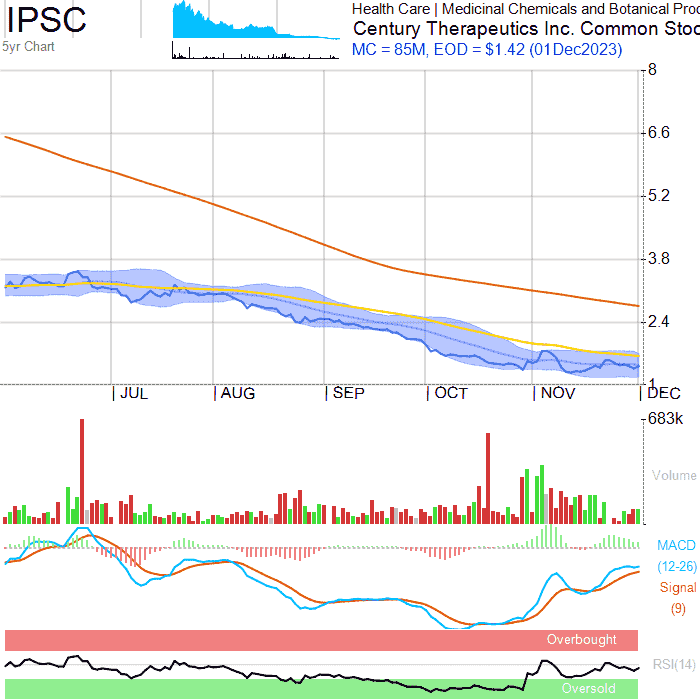 IPSC
5yr Chart
Health Care | Medicinal Chemicals and Botanical Proc
Century Therapeutics Inc. Common Stoc
MC = 85M, EOD = $1.42 (01Dec2023)
8
6.6
5.2
3.8
2.4
1
| JUL | AUG | SEP | OCT | NOV | DEC
683k
Volume
MACD
(12-26)
Signal
(9)
Overbought
RSI(14)
Oversold